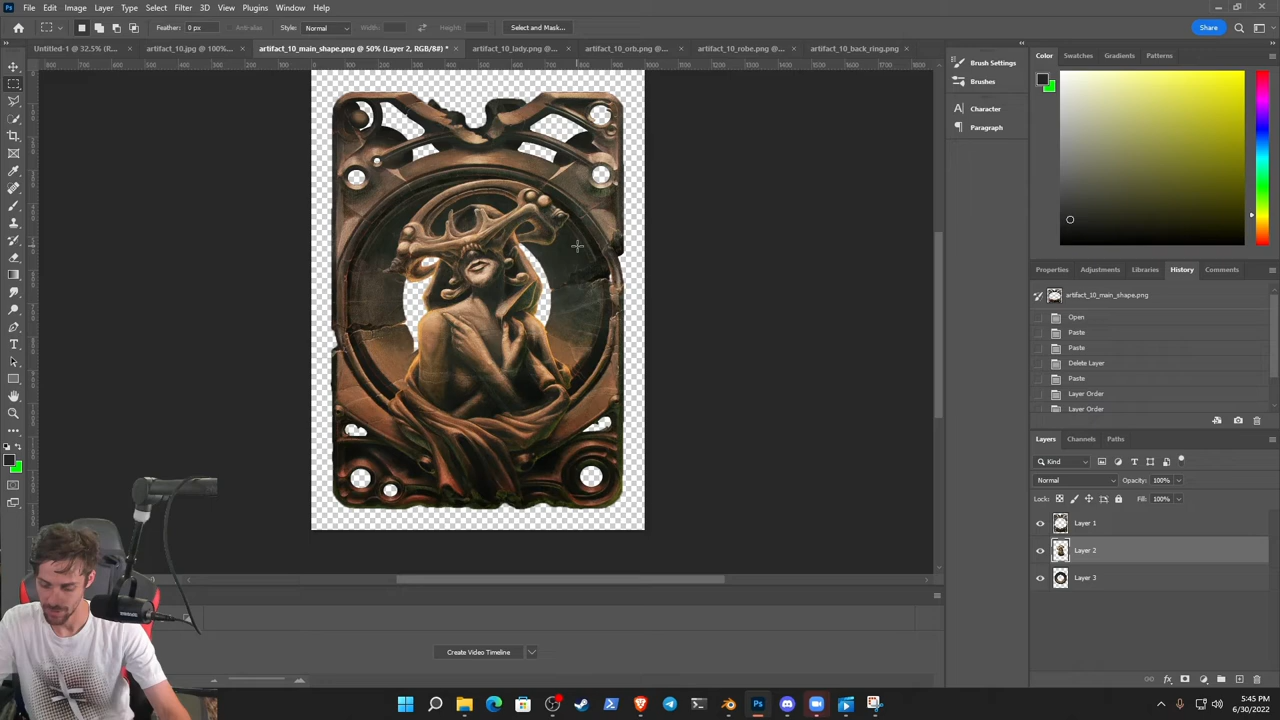 File Edit Image Layer Type Select Filter 3D View Plugins Window Help
Feather: 0 px Anti-alias Style: Normal Width: Height: Select and Mask... Share
Untitled-1 @ 32.5% (R... × artifact_10.jpg @ 100%... × artifact_10_main_shape.png @ 50% (Layer 2, RGB/8#) * × artifact_10_lady.png @... × artifact_10_orb.png @... × artifact_10_robe.png @... × artifact_10_back_ring.png ×
Brush Settings
Brushes
Character
Paragraph
Color Swatches Gradients Patterns
Properties Adjustments Libraries History Comments
artifact_10_main_shape.png
Open
Paste
Paste
Delete Layer
Paste
Layer Order
Layer Order
Layers Channels Paths
Kind
Normal Opacity: 100%
Lock: Fill: 100%
Layer 1
Layer 2
Layer 3
Create Video Timeline
5:45 PM
6/30/2022